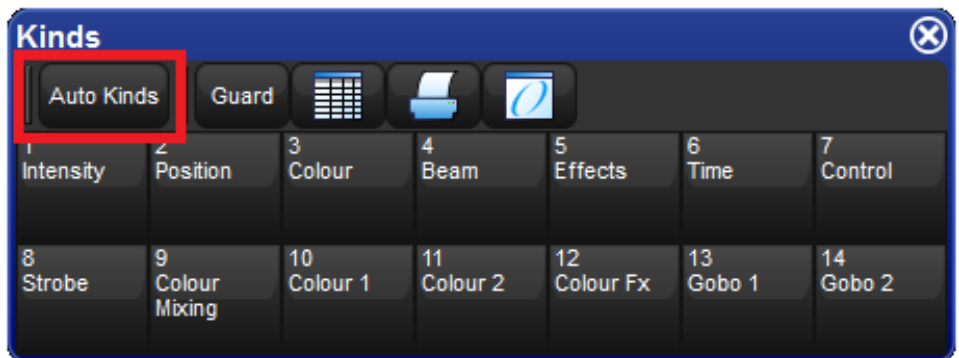 Kinds
Auto Kinds Guard
1 2 3 4 5 6 7
Intensity Position Colour Beam Effects Time Control
8 9 10 11 12 13 14
Strobe Colour Colour 1 Colour 2 Colour Fx Gobo 1 Gobo 2
Mixing